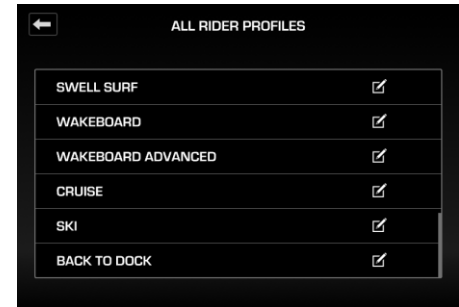 ALL RIDER PROFILES
SWELL SURF
WAKEBOARD
WAKEBOARD ADVANCED
CRUISE
SKI
BACK TO DOCK